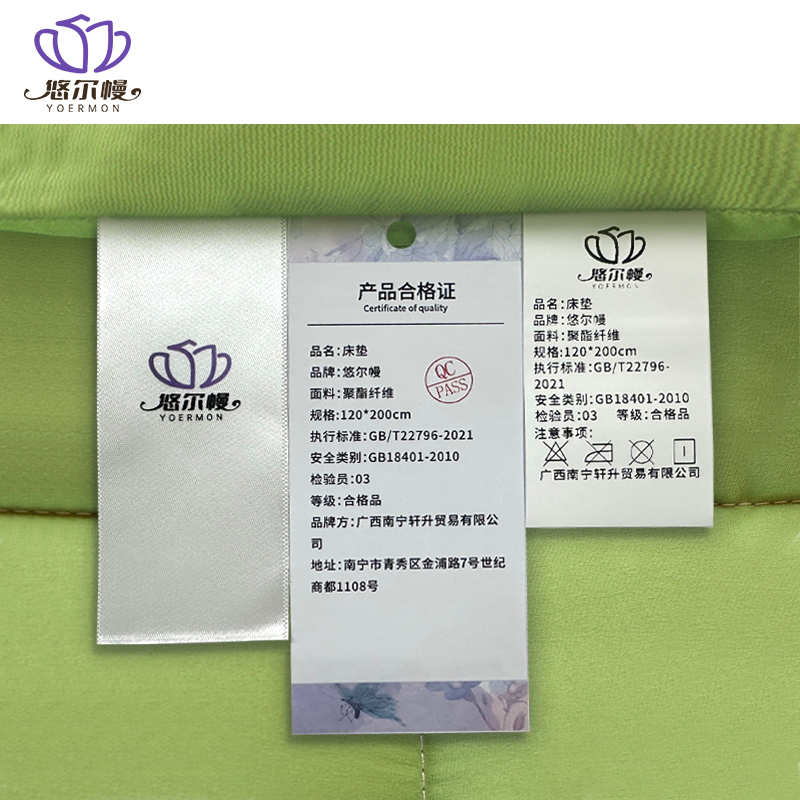 悠尔幔
YOERMON
悠尔幔
YOERMON
产品合格证
Certificate of quality
品名:床垫
品牌:悠尔幔
面料:聚酯纤维
规格:120*200cm
执行标准:GB/T22796-2021
安全类别:GB18401-2010
检验员:03
等级:合格品
品牌方:广西南宁轩升贸易有限公
司
地址:南宁市青秀区金浦路7号世纪
商都1108号
QC
PASS
悠尔幔
YOERMON
品名:床垫
品牌:悠尔幔
面料:聚酯纤维
规格:120*200cm
执行标准:GB/T22796-
2021
安全类别:GB18401-2010
检验员:03 等级:合格品
注意事项:
广西南宁轩升贸易有限公司